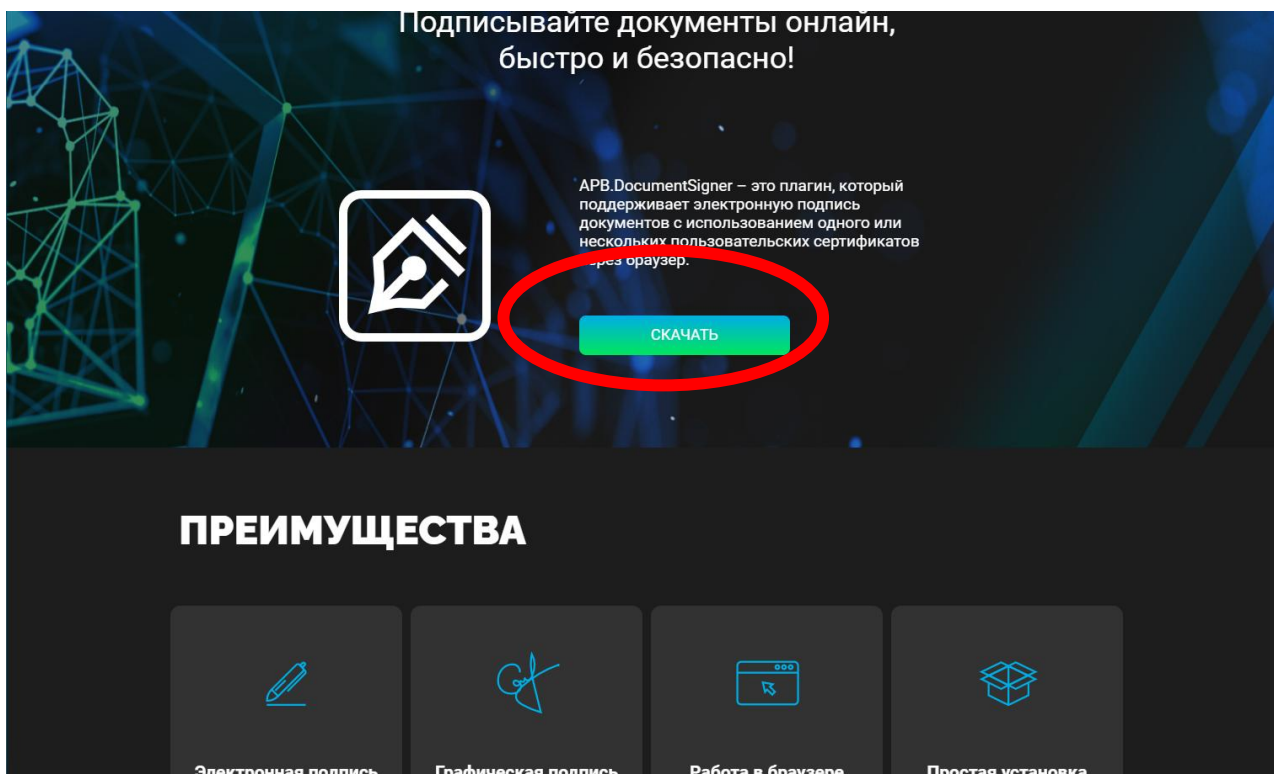 Подписывайте документы онлайн,
быстро и безопасно!
APB.DocumentSigner – это плагин, который
поддерживает электронную подпись
документов с использованием одного или
нескольких пользовательских сертификатов
через браузер.
СКАЧАТЬ
ПРЕИМУЩЕСТВА
Электронная подпись
Графическая подпись
Работа в браузере
Простая установка